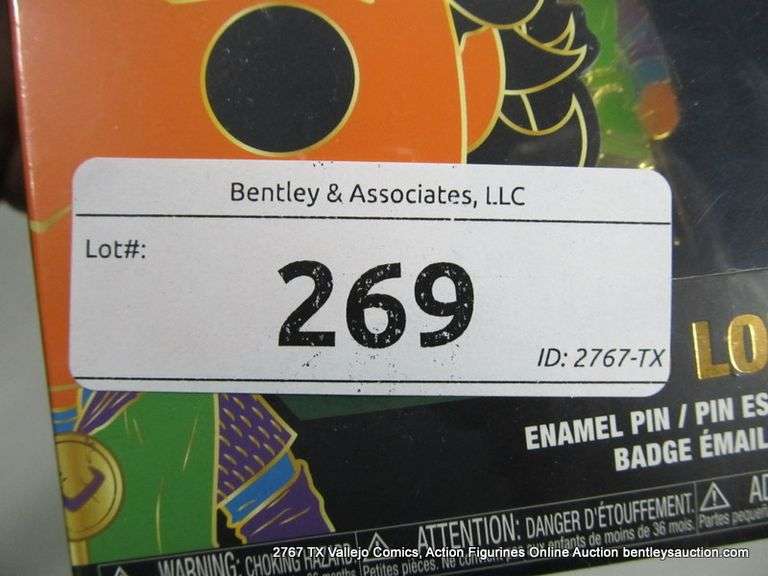 Bentley & Associates, LLC
Lot#:
269
ID: 2767-TX
LO
ENAMEL PIN / PIN ES
BADGE ÉMAIL
WARNING: CHOKING HAZARD.
ATTENTION: DANGER D'ÉTOUFFEMENT.
Petites pièces. Ne
aux enfants de moins de 36 mois.
Partes pequeñ
2767 TX Vallejo Comics, Action Figurines Online Auction bentleysauction.com